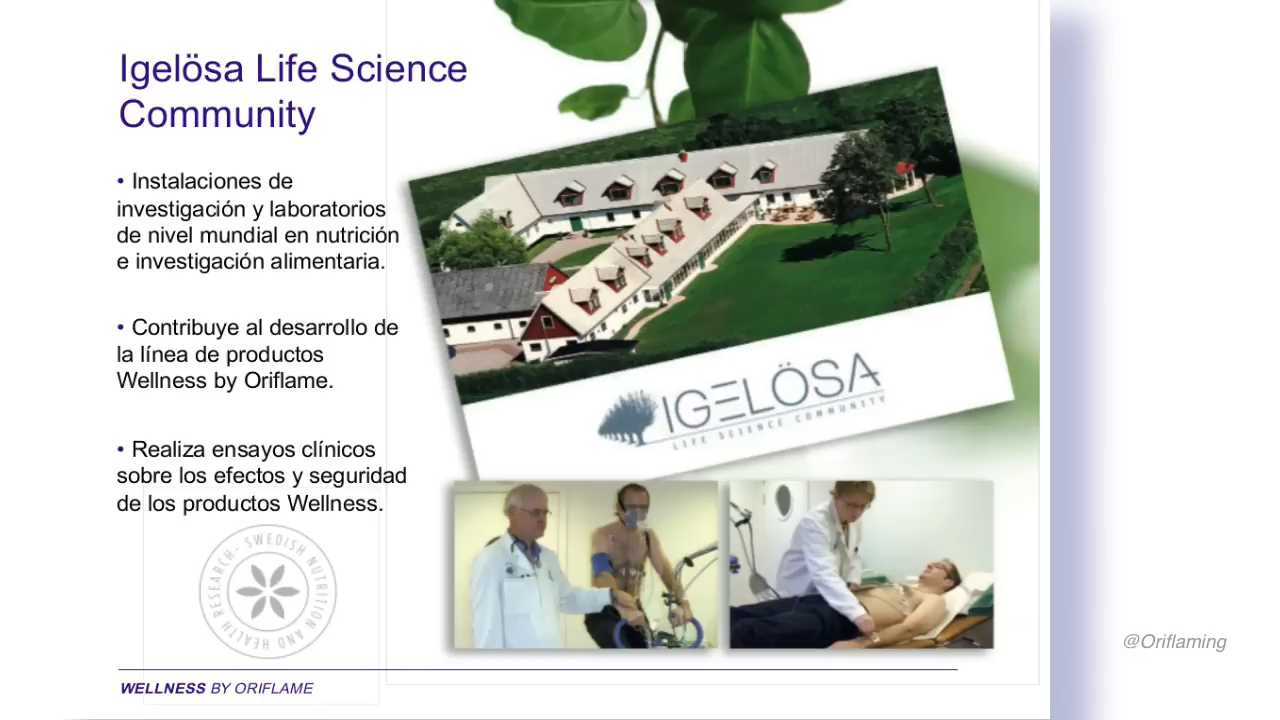 Igelösa Life Science
Community
• Instalaciones de
investigación y laboratorios
de nivel mundial en nutrición
e investigación alimentaria.
• Contribuye al desarrollo de
la línea de productos
Wellness by Oriflame.
• Realiza ensayos clínicos
sobre los efectos y seguridad
de los productos Wellness.
IGELÖSA
LIFE SCIENCE COMMUNITY
SWEDISH NUTRITION AND HEALTH RESEARCH
WELLNESS BY ORIFLAME
@Oriflaming